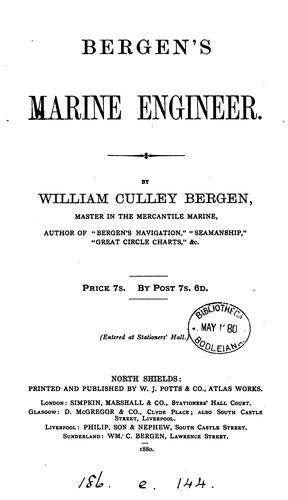 BERGEN'S
MARINE ENGINEER.
BY
WILLIAM CULLEY BERGEN,
MASTER IN THE MERCANTILE MARINE,
AUTHOR OF "BERGEN'S NAVIGATION," "SEAMANSHIP,"
"GREAT CIRCLE CHARTS," &c.
PRICE 7s. BY POST 7s. 6D.
BIBLIOTHECA
MAY 80
BODLEIANA
(Entered at Stationers' Hall.)
NORTH SHIELDS:
PRINTED AND PUBLISHED BY W. J. POTTS & CO., ATLAS WORKS.
LONDON: SIMPKIN, MARSHALL & CO., STATIONERS' HALL COURT.
GLASGOW: D. McGREGOR & CO., CLYDE PLACE; ALSO SOUTH CASTLE
STREET, LIVERPOOL.
LIVERPOOL: PHILIP, SON & NEPHEW, SOUTH CASTLE STREET.
SUNDERLAND: WM. C. BERGEN, LAWRENCE STREET.
1880.
186. e. 144.